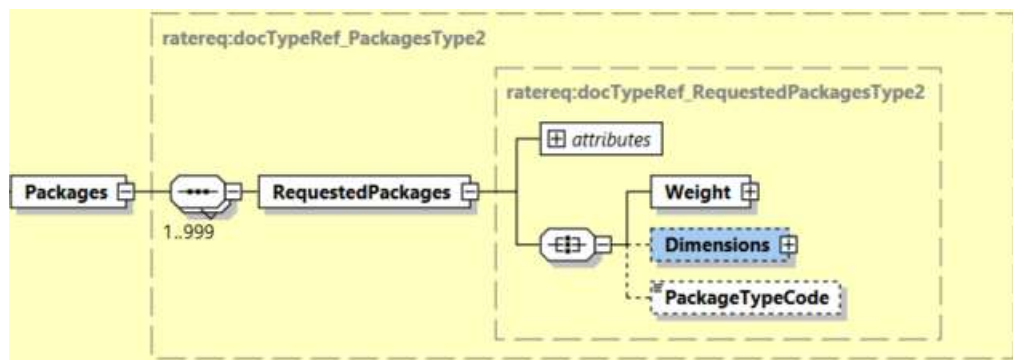 ratereq:docTypeRef_PackagesType2
ratereq:docTypeRef_RequestedPackagesType2
attributes
Packages
RequestedPackages
Weight
1..999
Dimensions
PackageTypeCode